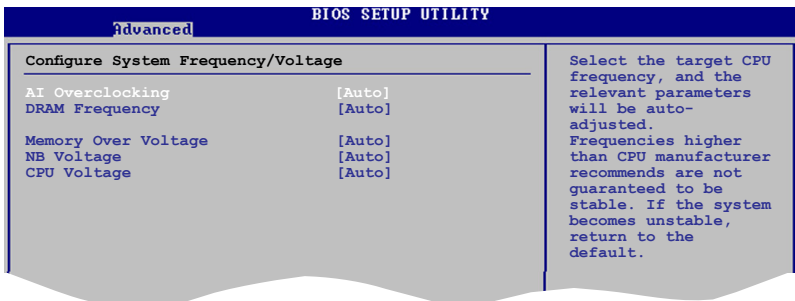 BIOS SETUP UTILITY
Advanced
Configure System Frequency/Voltage
AI Overclocking [Auto]
DRAM Frequency [Auto]
Memory Over Voltage [Auto]
NB Voltage [Auto]
CPU Voltage [Auto]
Select the target CPU
frequency, and the
relevant parameters
will be auto-
adjusted.
Frequencies higher
than CPU manufacturer
recommends are not
guaranteed to be
stable. If the system
becomes unstable,
return to the
default.